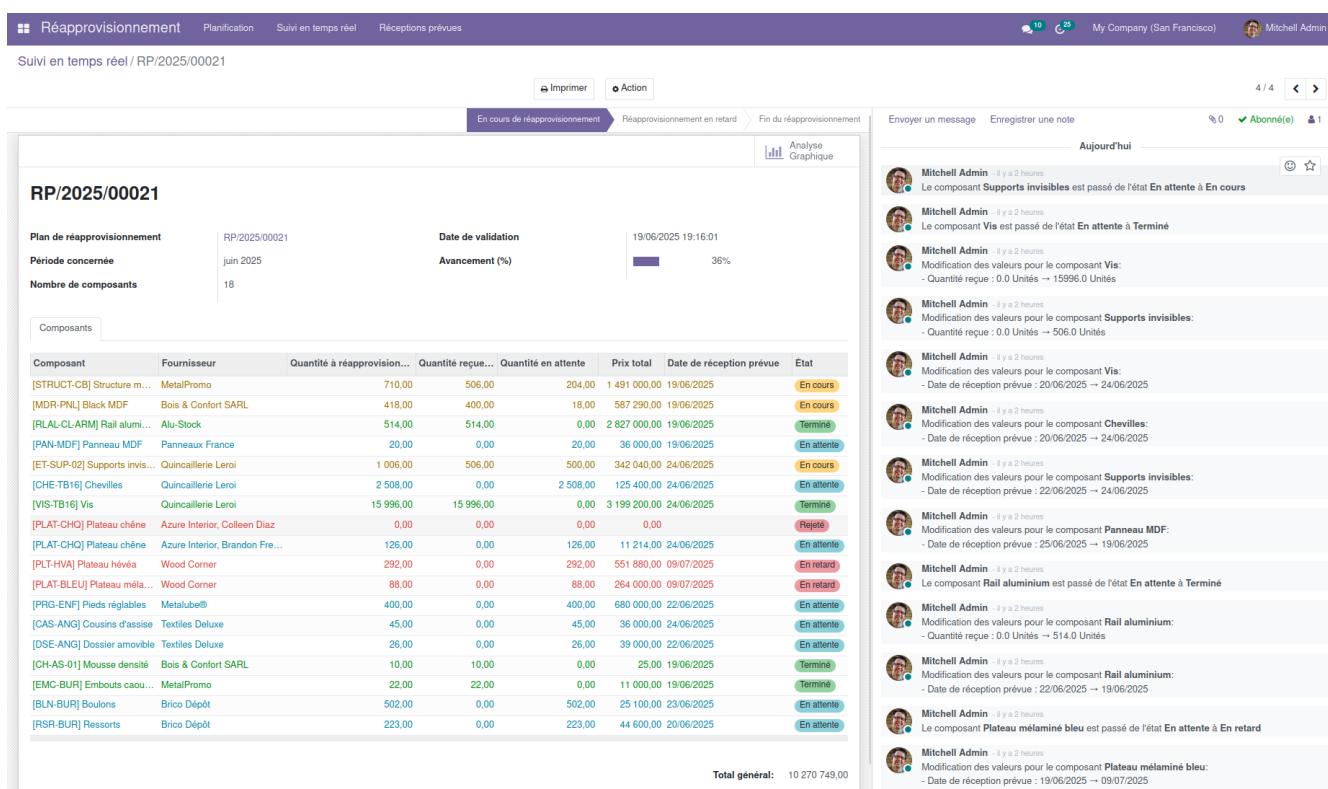 Réapprovisionnement Planification Suivi en temps réel Réceptions prévues 10 25 My Company (San Francisco) Mitchell Admin
Suivi en temps réel / RP/2025/00021
Imprimer Action 4 / 4
En cours de réapprovisionnement Réapprovisionnement en retard Fin du réapprovisionnement
Analyse Graphique
RP/2025/00021
Plan de réapprovisionnement RP/2025/00021 Date de validation 19/06/2025 19:16:01
Période concernée juin 2025 Avancement (%) 36%
Nombre de composants 18
Composants
Composant Fournisseur Quantité à réapprovision... Quantité reçue... Quantité en attente Prix total Date de réception prévue État
[STRUCT-CB] Structure m... MetalPromo 710,00 506,00 204,00 1 491 000,00 19/06/2025 En cours
[MDR-PNL] Black MDF Bois & Confort SARL 418,00 400,00 18,00 587 290,00 19/06/2025 En cours
[RLAL-CL-ARM] Rail alumi... Alu-Stock 514,00 514,00 0,00 2 827 000,00 19/06/2025 Terminé
[PAN-MDF] Panneau MDF Panneaux France 20,00 0,00 20,00 36 000,00 19/06/2025 En attente
[ET-SUP-02] Supports invis... Quincaillerie Leroi 1 006,00 506,00 500,00 342 040,00 24/06/2025 En cours
[CHE-TB16] Chevilles Quincaillerie Leroi 2 508,00 0,00 2 508,00 125 400,00 24/06/2025 En attente
[VIS-TB16] Vis Quincaillerie Leroi 15 996,00 15 996,00 0,00 3 199 200,00 24/06/2025 Terminé
[PLAT-CHQ] Plateau chêne Azure Interior, Colleen Diaz 0,00 0,00 0,00 0,00 Rejeté
[PLAT-CHQ] Plateau chêne Azure Interior, Brandon Fre... 126,00 0,00 126,00 11 214,00 24/06/2025 En attente
[PLT-HVA] Plateau hévéa Wood Corner 292,00 0,00 292,00 551 880,00 09/07/2025 En retard
[PLAT-BLEU] Plateau méla... Wood Corner 88,00 0,00 88,00 264 000,00 09/07/2025 En retard
[PRG-ENF] Pieds réglables Metalube® 400,00 0,00 400,00 680 000,00 22/06/2025 En attente
[CAS-ANG] Cousins d'assise Textiles Deluxe 45,00 0,00 45,00 36 000,00 24/06/2025 En attente
[DSE-ANG] Dossier amovible Textiles Deluxe 26,00 0,00 26,00 39 000,00 22/06/2025 En attente
[CH-AS-01] Mousse densité Bois & Confort SARL 10,00 10,00 0,00 25,00 19/06/2025 Terminé
[EMC-BUR] Embouts caou... MetalPromo 22,00 22,00 0,00 11 000,00 19/06/2025 Terminé
[BLN-BUR] Boulons Brico Dépôt 502,00 0,00 502,00 25 100,00 23/06/2025 En attente
[RSR-BUR] Ressorts Brico Dépôt 223,00 0,00 223,00 44 600,00 20/06/2025 En attente
Total général: 10 270 749,00
Envoyer un message Enregistrer une note 0 Abonné(e) 1
Aujourd'hui
Mitchell Admin - il y a 2 heures
Le composant Supports invisibles est passé de l'état En attente à En cours
Mitchell Admin - il y a 2 heures
Le composant Vis est passé de l'état En attente à Terminé
Mitchell Admin - il y a 2 heures
Modification des valeurs pour le composant Vis:
- Quantité reçue : 0.0 Unités → 15996.0 Unités
Mitchell Admin - il y a 2 heures
Modification des valeurs pour le composant Supports invisibles:
- Quantité reçue : 0.0 Unités → 506.0 Unités
Mitchell Admin - il y a 2 heures
Modification des valeurs pour le composant Vis:
- Date de réception prévue : 20/06/2025 → 24/06/2025
Mitchell Admin - il y a 2 heures
Modification des valeurs pour le composant Chevilles:
- Date de réception prévue : 20/06/2025 → 24/06/2025
Mitchell Admin - il y a 2 heures
Modification des valeurs pour le composant Supports invisibles:
- Date de réception prévue : 22/06/2025 → 24/06/2025
Mitchell Admin - il y a 2 heures
Modification des valeurs pour le composant Panneau MDF:
- Date de réception prévue : 25/06/2025 → 19/06/2025
Mitchell Admin - il y a 2 heures
Le composant Rail aluminium est passé de l'état En attente à Terminé
Mitchell Admin - il y a 2 heures
Modification des valeurs pour le composant Rail aluminium:
- Quantité reçue : 0.0 Unités → 514.0 Unités
Mitchell Admin - il y a 2 heures
Modification des valeurs pour le composant Rail aluminium:
- Date de réception prévue : 22/06/2025 → 19/06/2025
Mitchell Admin - il y a 2 heures
Le composant Plateau mélaminé bleu est passé de l'état En attente à En retard
Mitchell Admin - il y a 2 heures
Modification des valeurs pour le composant Plateau mélaminé bleu:
- Date de réception prévue : 19/06/2025 → 09/07/2025